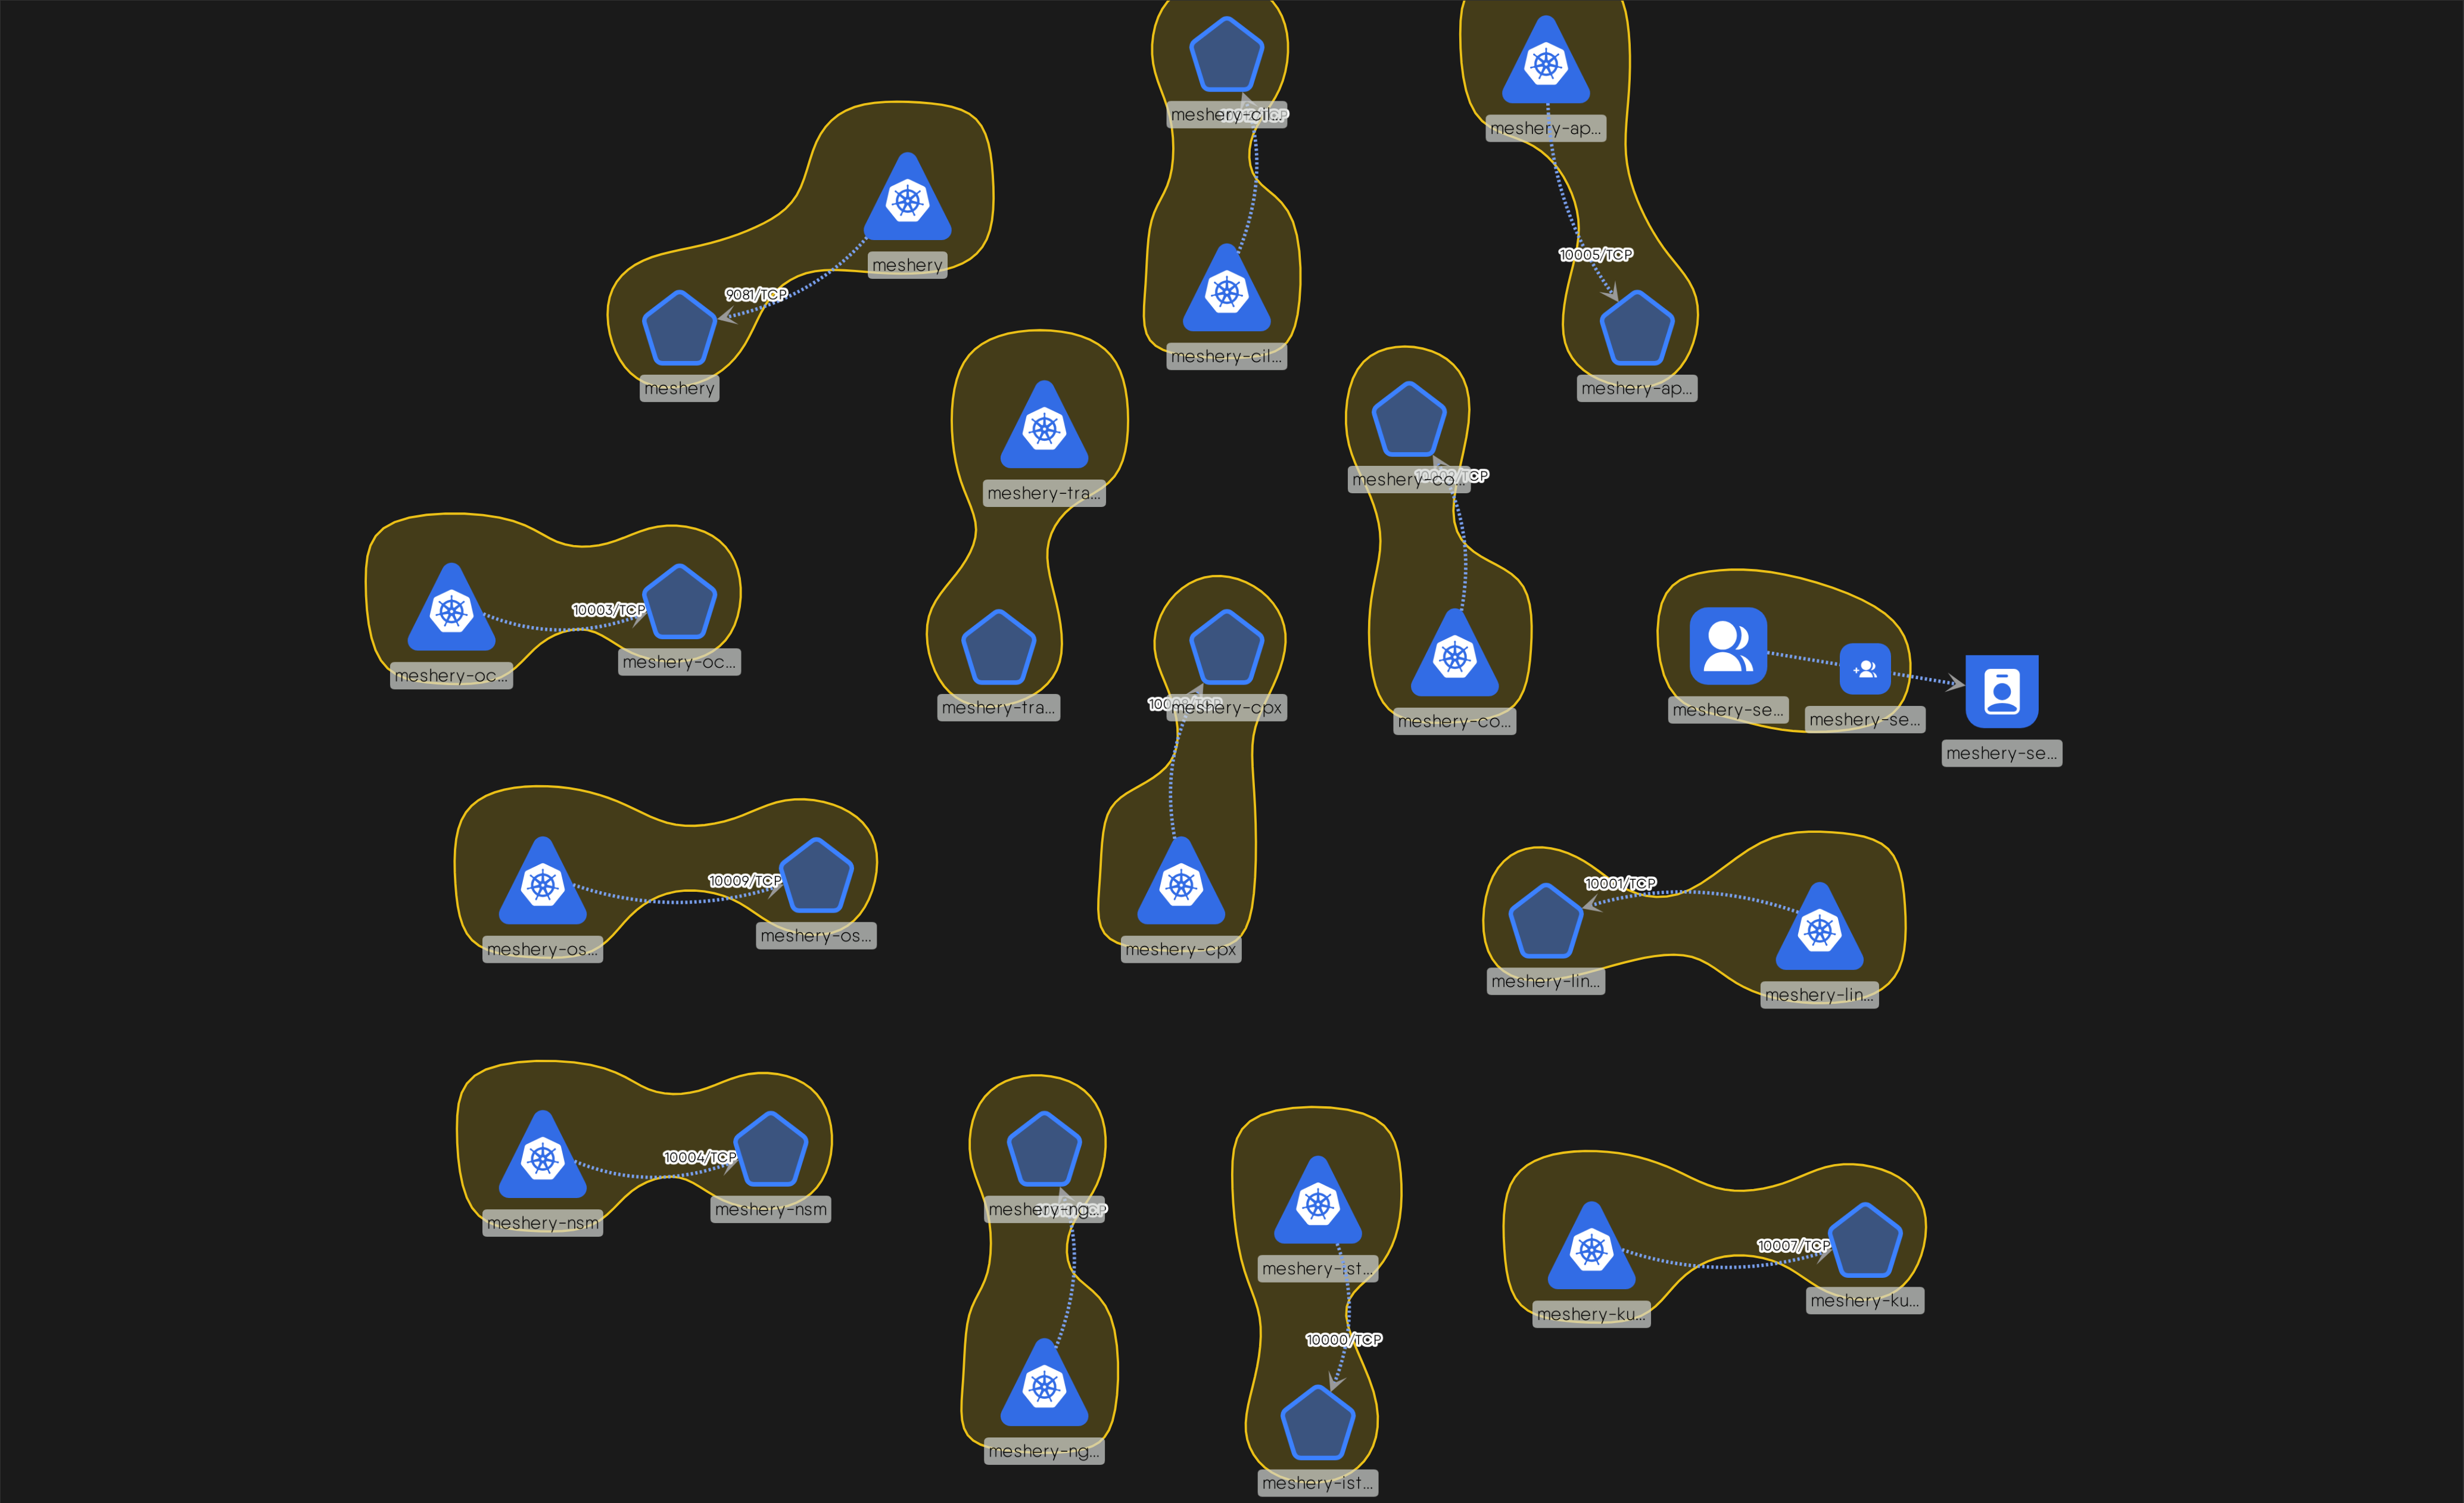 meshery-cil...
meshery-ap...
meshery
10005/TCP
9081/TCP
meshery-cil...
meshery
meshery-ap...
meshery-co...
meshery-tra...
10003/TCP
meshery-oc...
meshery-oc...
meshery-tra...
meshery-cpx
meshery-co...
meshery-se...
meshery-se...
meshery-se...
10009/TCP
10001/TCP
meshery-os...
meshery-os...
meshery-cpx
meshery-lin...
meshery-lin...
10004/TCP
meshery-nsm
meshery-nsm
meshery-ng...
10007/TCP
meshery-ist...
meshery-ku...
meshery-ku...
10000/TCP
meshery-ng...
meshery-ist...